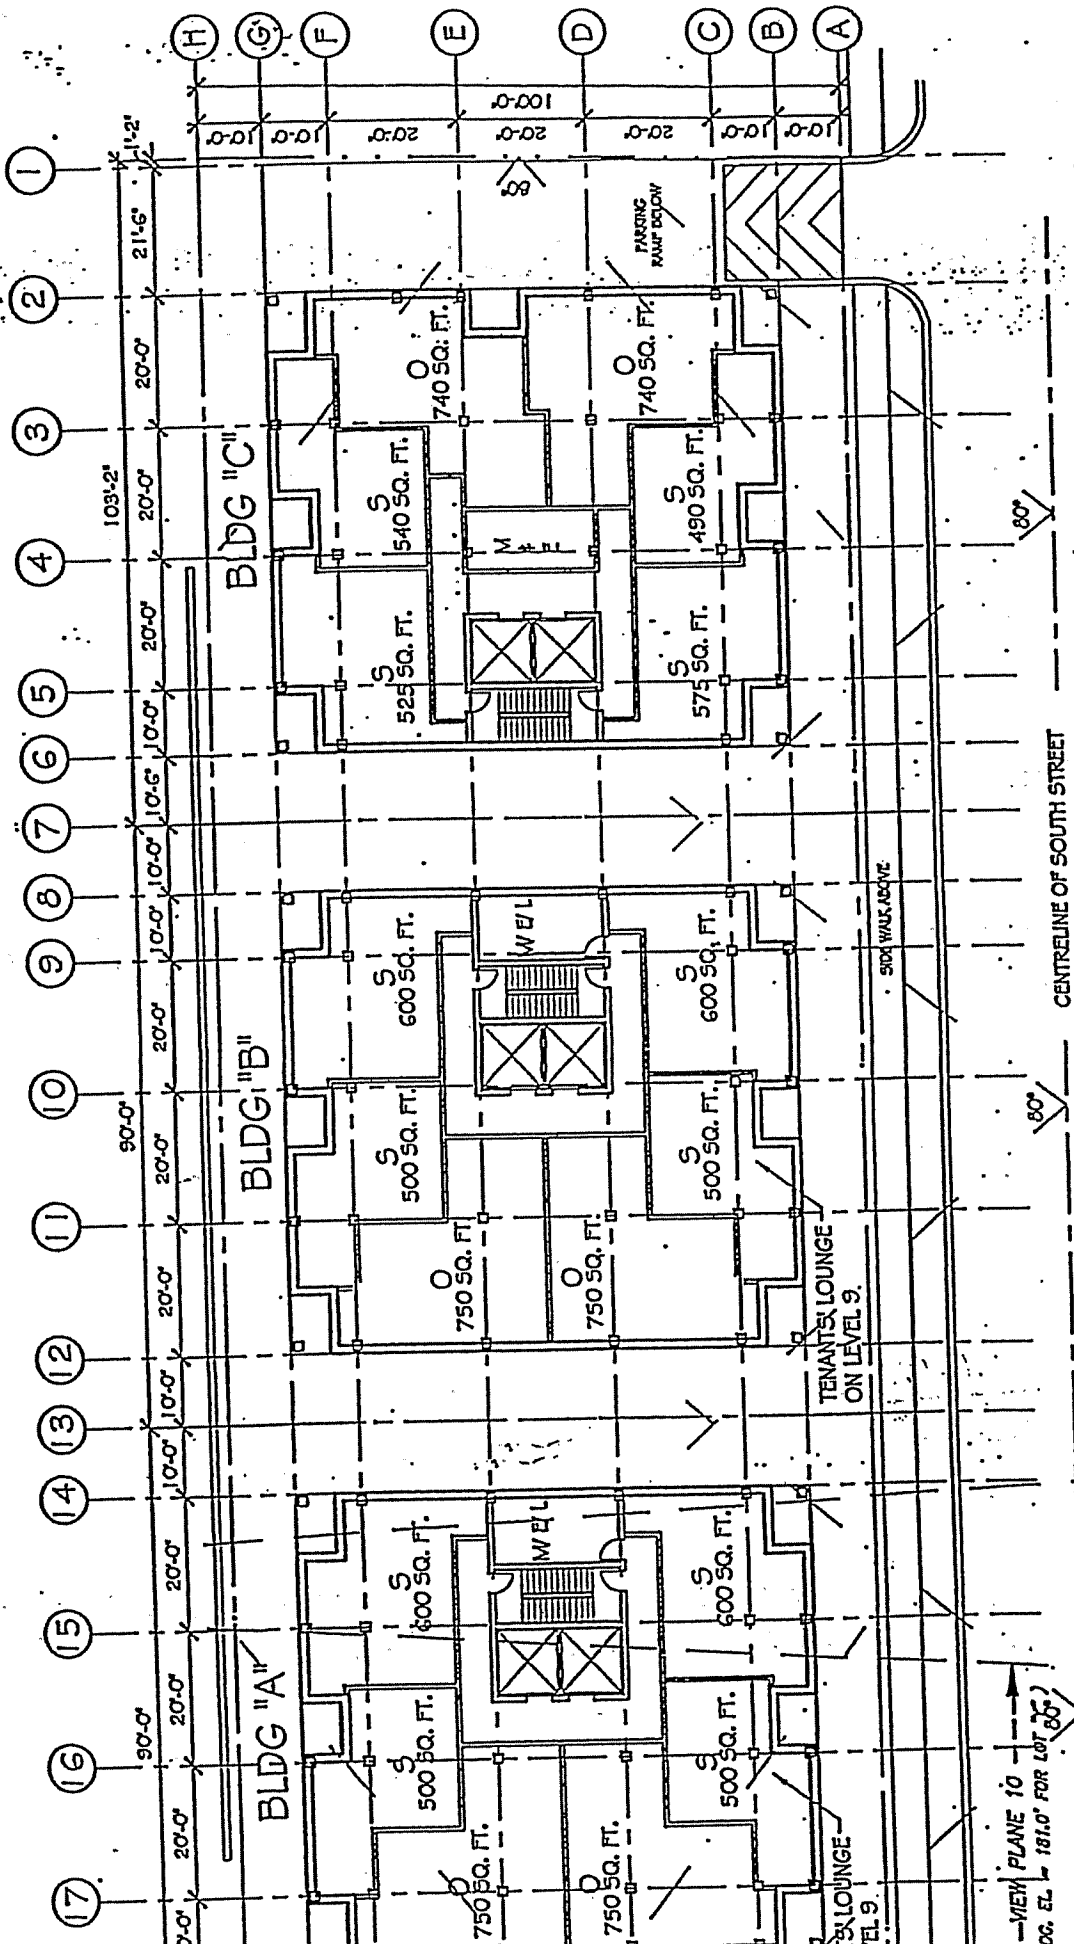 H
G
F
E
D
C
B
A
100'-0"
10'-0"
10'-0"
20'-0"
20'-0"
20'-0"
10'-0"
10'-0"
1
2
3
4
5
6
7
8
9
10
11
12
13
14
15
16
17
1'-2"
21'-6"
20'-0"
20'-0"
20'-0"
10'-0"
10'-6"
10'-0"
10'-0"
20'-0"
20'-0"
20'-0"
10'-0"
10'-0"
20'-0"
20'-0"
20'-0"
103'-2"
90'-0"
90'-0"
80°
PARKING
RAMP BELOW
BLDG "C"
O
740 SQ. FT.
O
740 SQ. FT.
S
540 SQ. FT.
S
490 SQ. FT.
S
525 SQ. FT.
S
575 SQ. FT.
BLDG "B"
S
600 SQ. FT.
S
600 SQ. FT.
S
500 SQ. FT.
S
500 SQ. FT.
O
750 SQ. FT.
O
750 SQ. FT.
TENANTS' LOUNGE
ON LEVEL 9.
BLDG "A"
S
600 SQ. FT.
S
600 SQ. FT.
S
500 SQ. FT.
S
500 SQ. FT.
O
750 SQ. FT.
O
750 SQ. FT.
LOUNGE
SIDE WALK ABOVE
80°
80°
80°
CENTRELINE OF SOUTH STREET
VIEW PLANE 10
FOR LOT